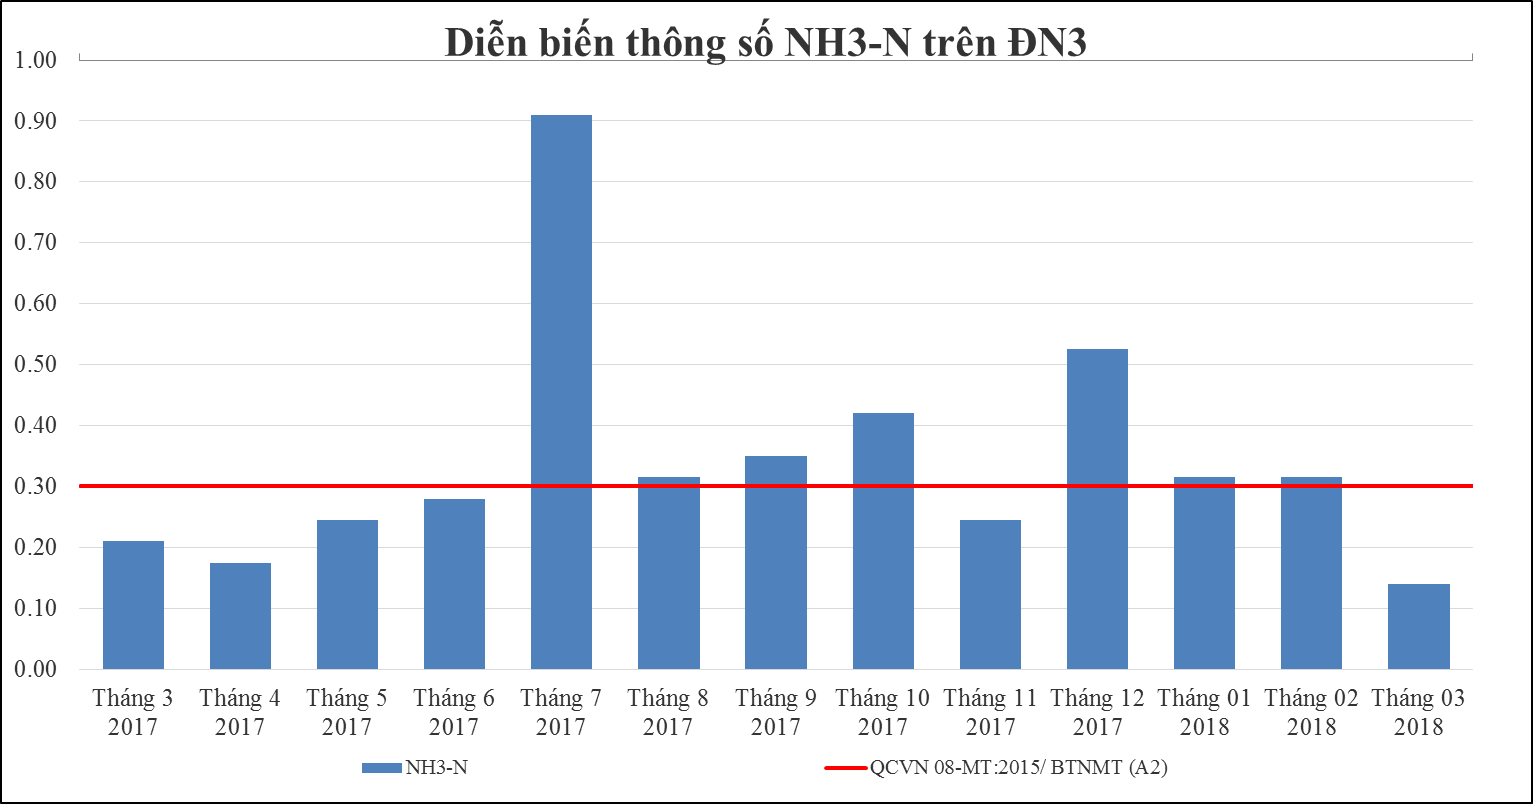 Diễn biến thông số NH3-N trên ĐN3
1.00
0.90
0.80
0.70
0.60
0.50
0.40
0.30
0.20
0.10
0.00
Tháng 3 2017
Tháng 4 2017
Tháng 5 2017
Tháng 6 2017
Tháng 7 2017
Tháng 8 2017
Tháng 9 2017
Tháng 10 2017
Tháng 11 2017
Tháng 12 2017
Tháng 01 2018
Tháng 02 2018
Tháng 03 2018
NH3-N
QCVN 08-MT:2015/ BTNMT (A2)